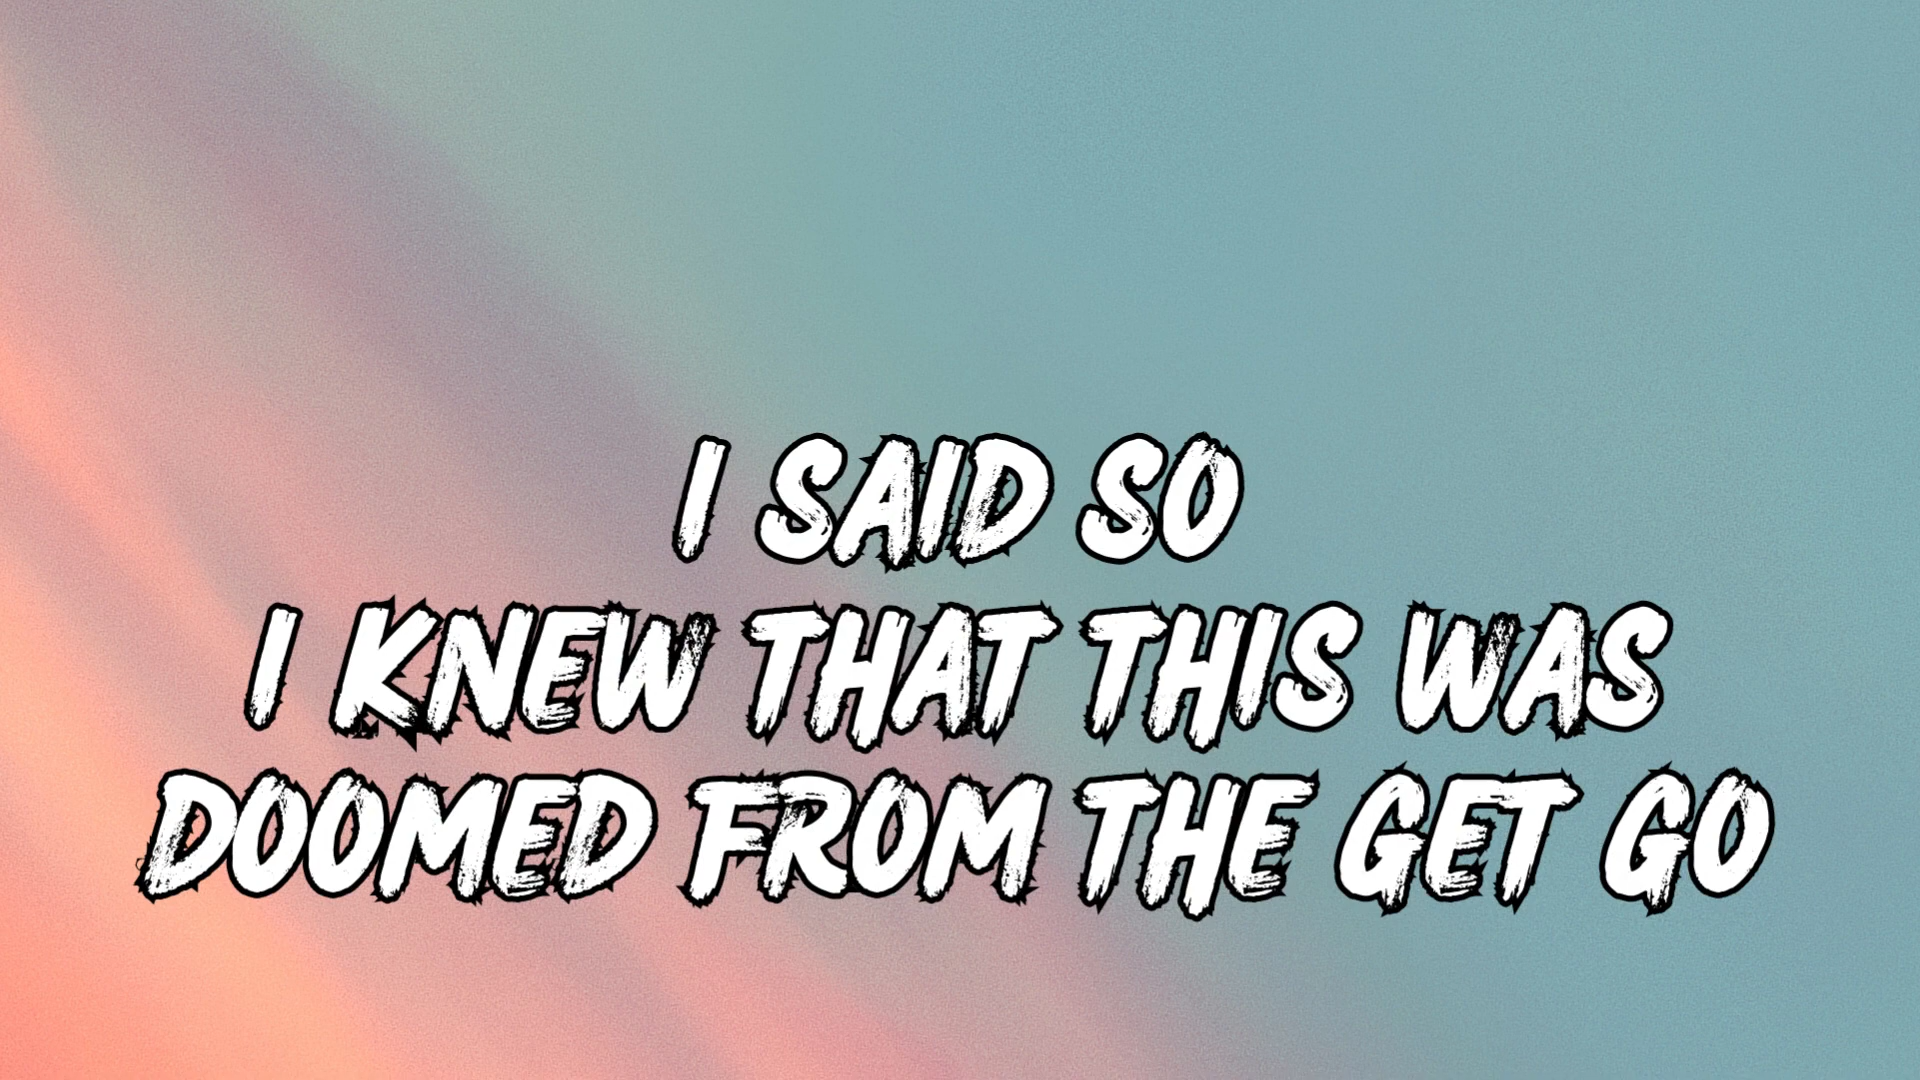 I SAID SO
I KNEW THAT THIS WAS
DOOMED FROM THE GET GO